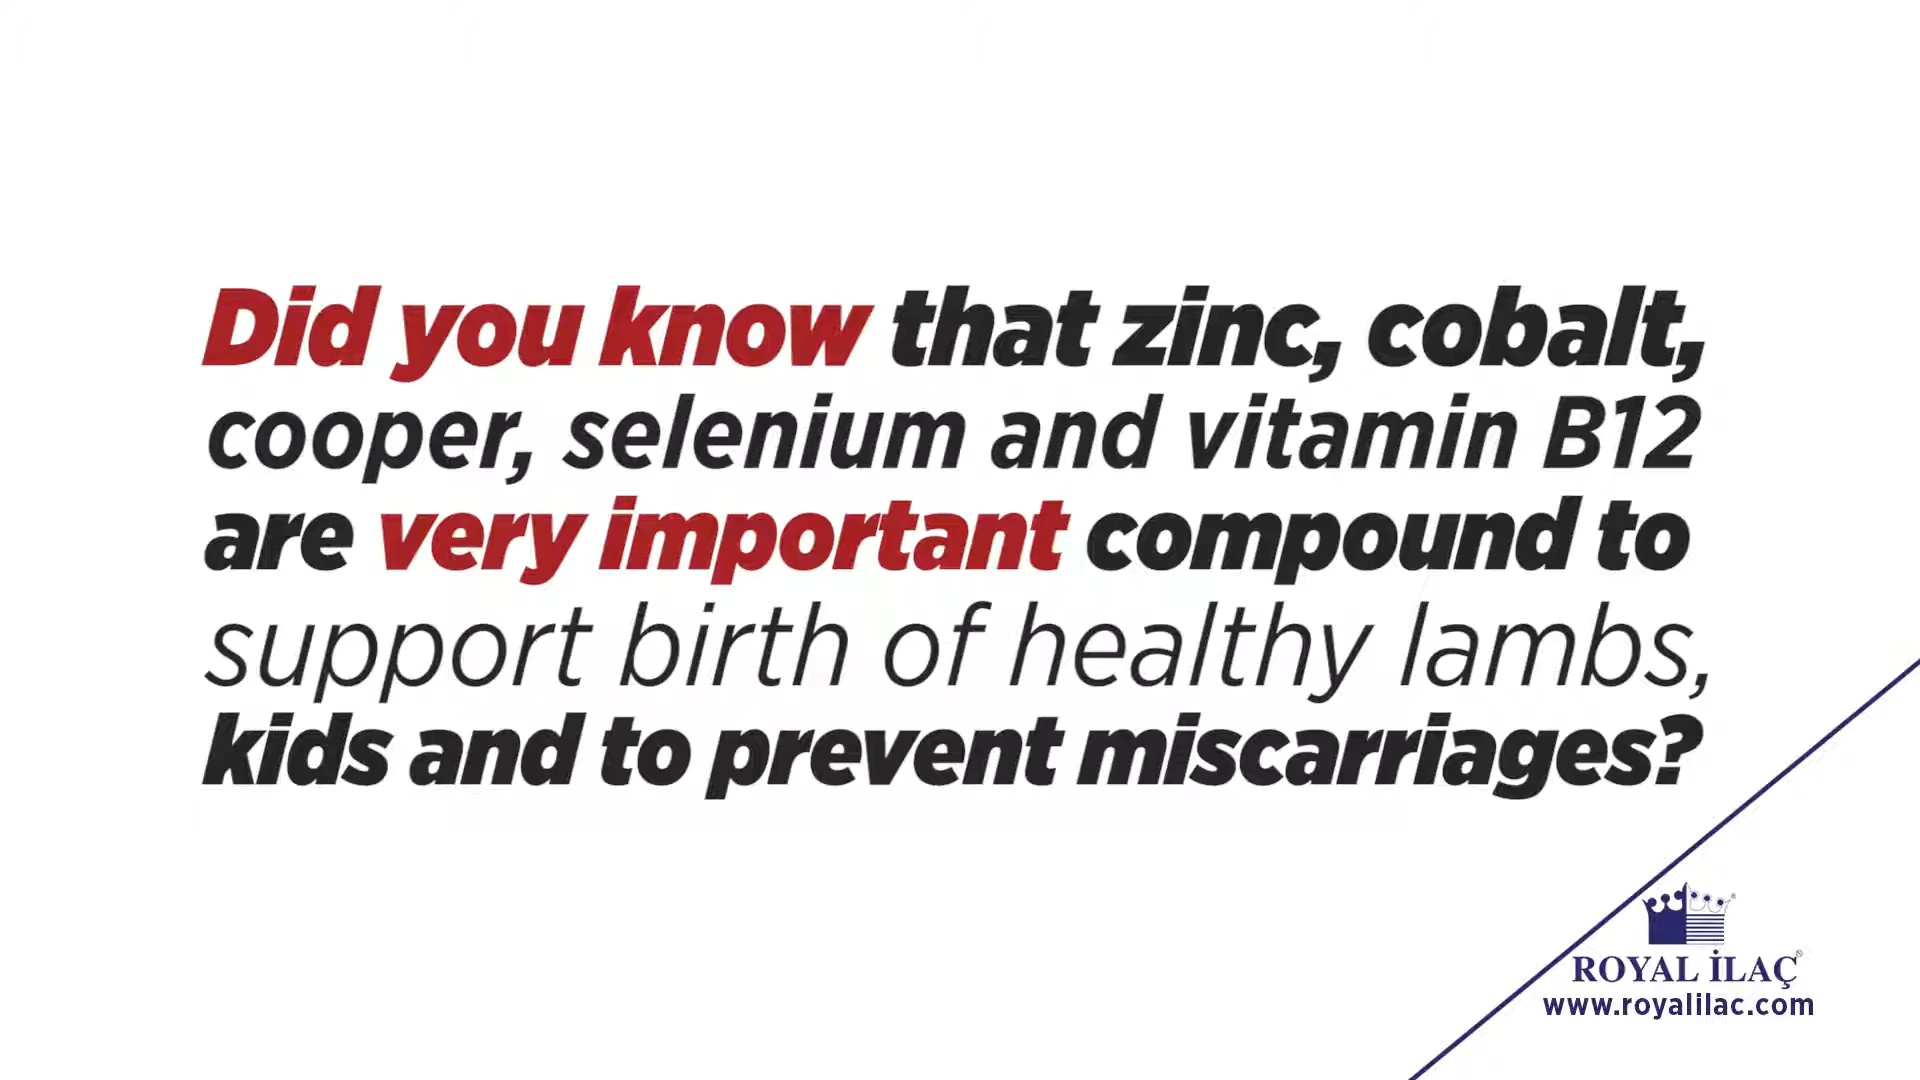 Did you know that zinc, cobalt,
cooper, selenium and vitamin B12
are very important compound to
support birth of healthy lambs,
kids and to prevent miscarriages?
ROYAL İLAÇ®
www.royalilac.com